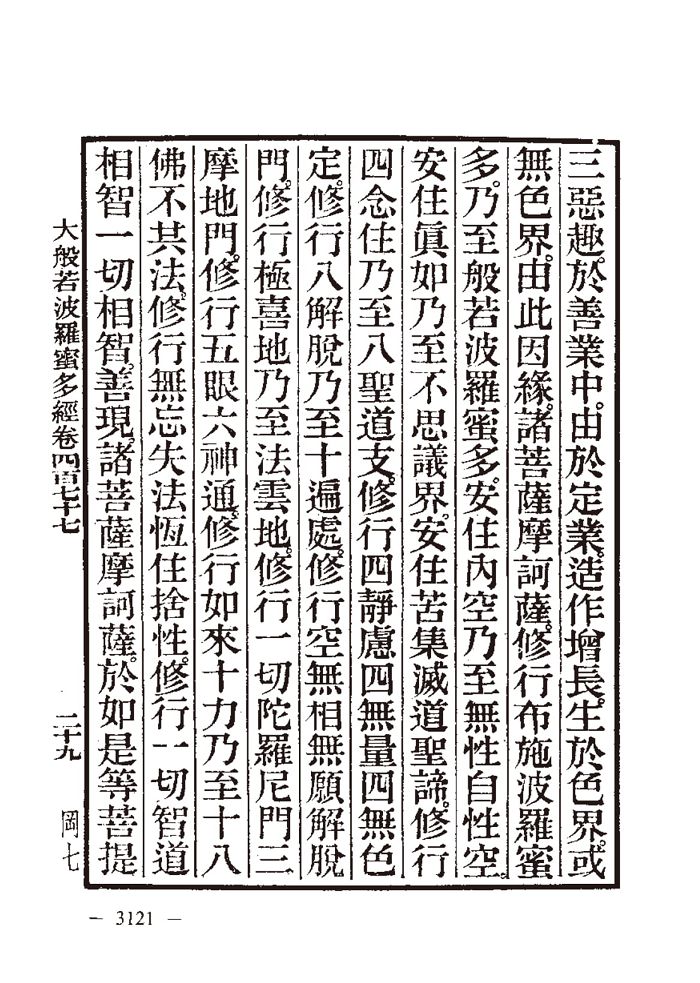 三惡趣。於善業中。由於定業。造作增長。生於色界。或
無色界。由此因緣。諸菩薩摩訶薩。修行布施波羅蜜
多。乃至般若波羅蜜多。安住內空乃至無性自性空。
安住眞如乃至不思議界。安住苦集滅道聖諦。修行
四念住乃至八聖道支。修行四靜慮四無量四無色
定。修行八解脫乃至十遍處。修行空無相無願解脫
門。修行極喜地乃至法雲地。修行一切陀羅尼門三
摩地門。修行五眼六神通。修行如來十力乃至十八
佛不共法。修行無忘失法恆住捨性。修行一切智道
相智一切相智。善現。諸菩薩摩訶薩。於如是等菩提
大般若波羅蜜多經卷四百七十七 二十九 岡七
— 3121 —